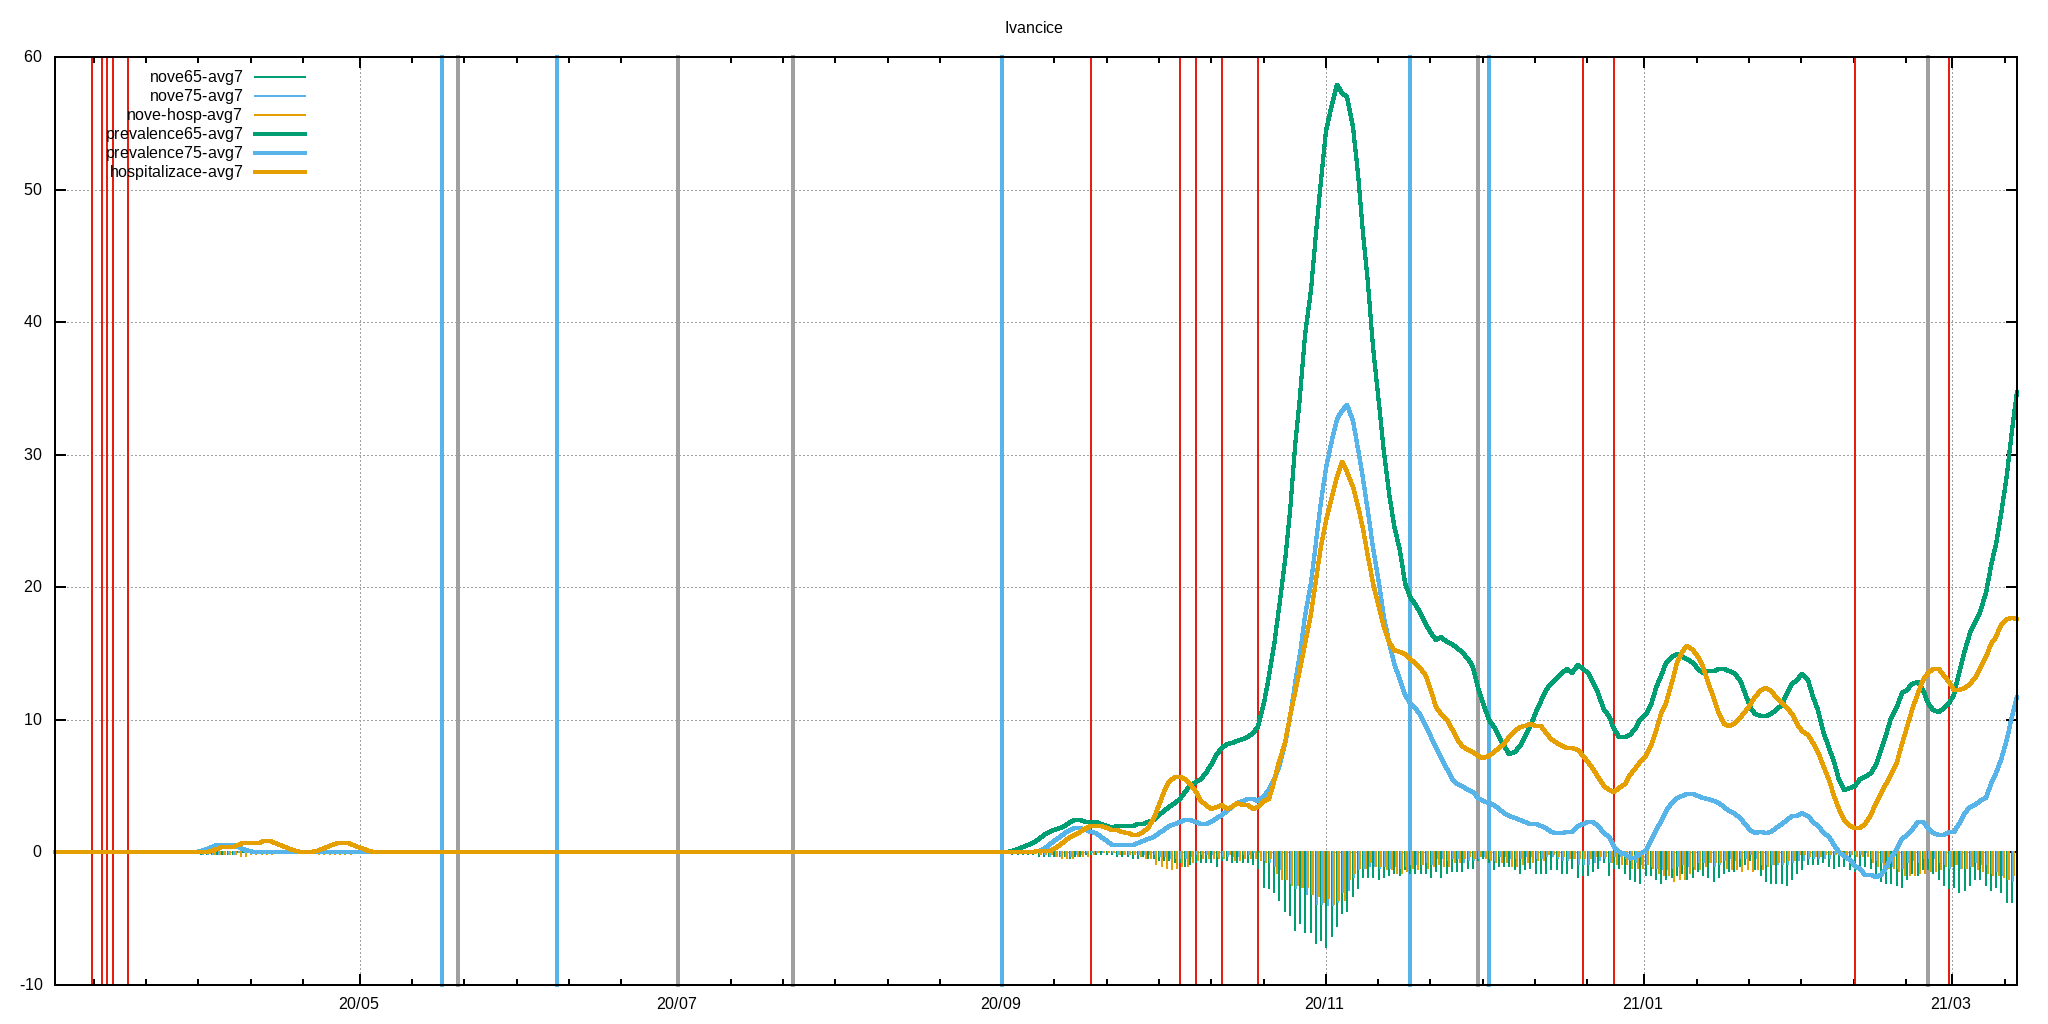 Ivancice
60
50
40
30
20
10
0
-10
nove65-avg7
nove75-avg7
nove-hosp-avg7
prevalence65-avg7
prevalence75-avg7
hospitalizace-avg7
20/05
20/07
20/09
20/11
21/01
21/03